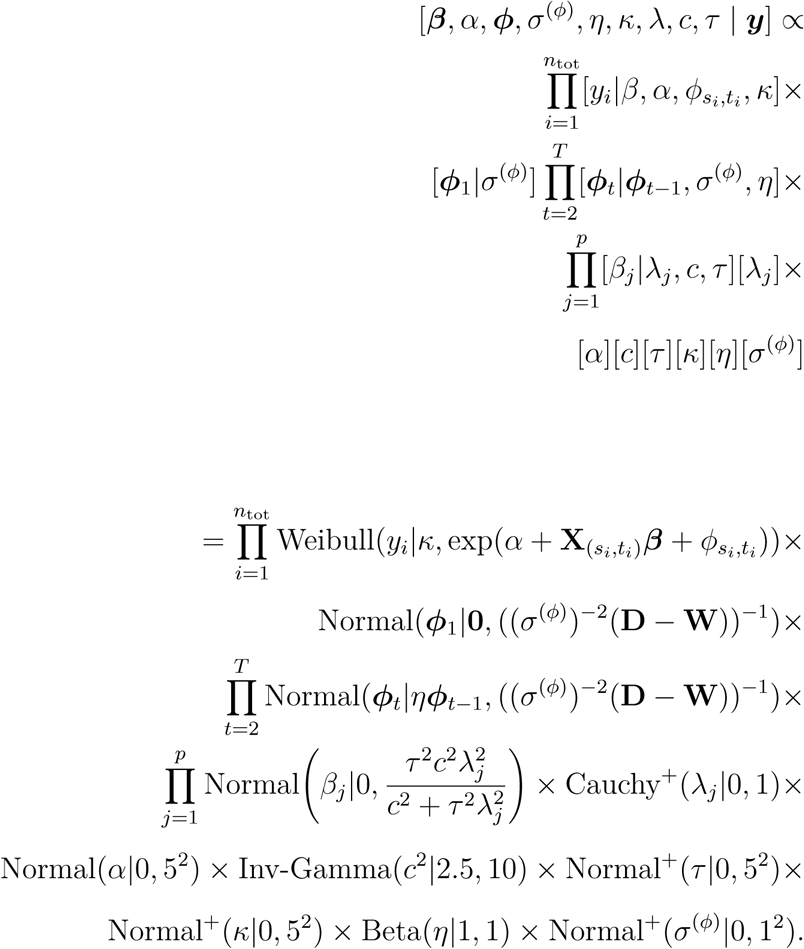 [𝜷, α, 𝝓, σ^(ϕ), η, κ, λ, c, τ | 𝒚] ∝
∏_{i=1}^{n_tot} [y_i|β, α, ϕ_{s_i,t_i}, κ]×
[𝝓_1|σ^(ϕ)] ∏_{t=2}^{T} [𝝓_t|𝝓_{t−1}, σ^(ϕ), η]×
∏_{j=1}^{p} [β_j|λ_j, c, τ][λ_j]×
[α][c][τ][κ][η][σ^(ϕ)]
= ∏_{i=1}^{n_tot} Weibull(y_i|κ, exp(α + 𝐗_{(s_i,t_i)}𝜷 + ϕ_{s_i,t_i}))×
Normal(𝝓_1|𝟎, ((σ^(ϕ))^{−2}(𝐃 − 𝐖))^{−1})×
∏_{t=2}^{T} Normal(𝝓_t|η𝝓_{t−1}, ((σ^(ϕ))^{−2}(𝐃 − 𝐖))^{−1})×
∏_{j=1}^{p} Normal(β_j|0, \frac{τ^2c^2λ_j^2}{c^2 + τ^2λ_j^2}) × Cauchy^+(λ_j|0, 1)×
Normal(α|0, 5^2) × Inv-Gamma(c^2|2.5, 10) × Normal^+(τ|0, 5^2)×
Normal^+(κ|0, 5^2) × Beta(η|1, 1) × Normal^+(σ^(ϕ)|0, 1^2).